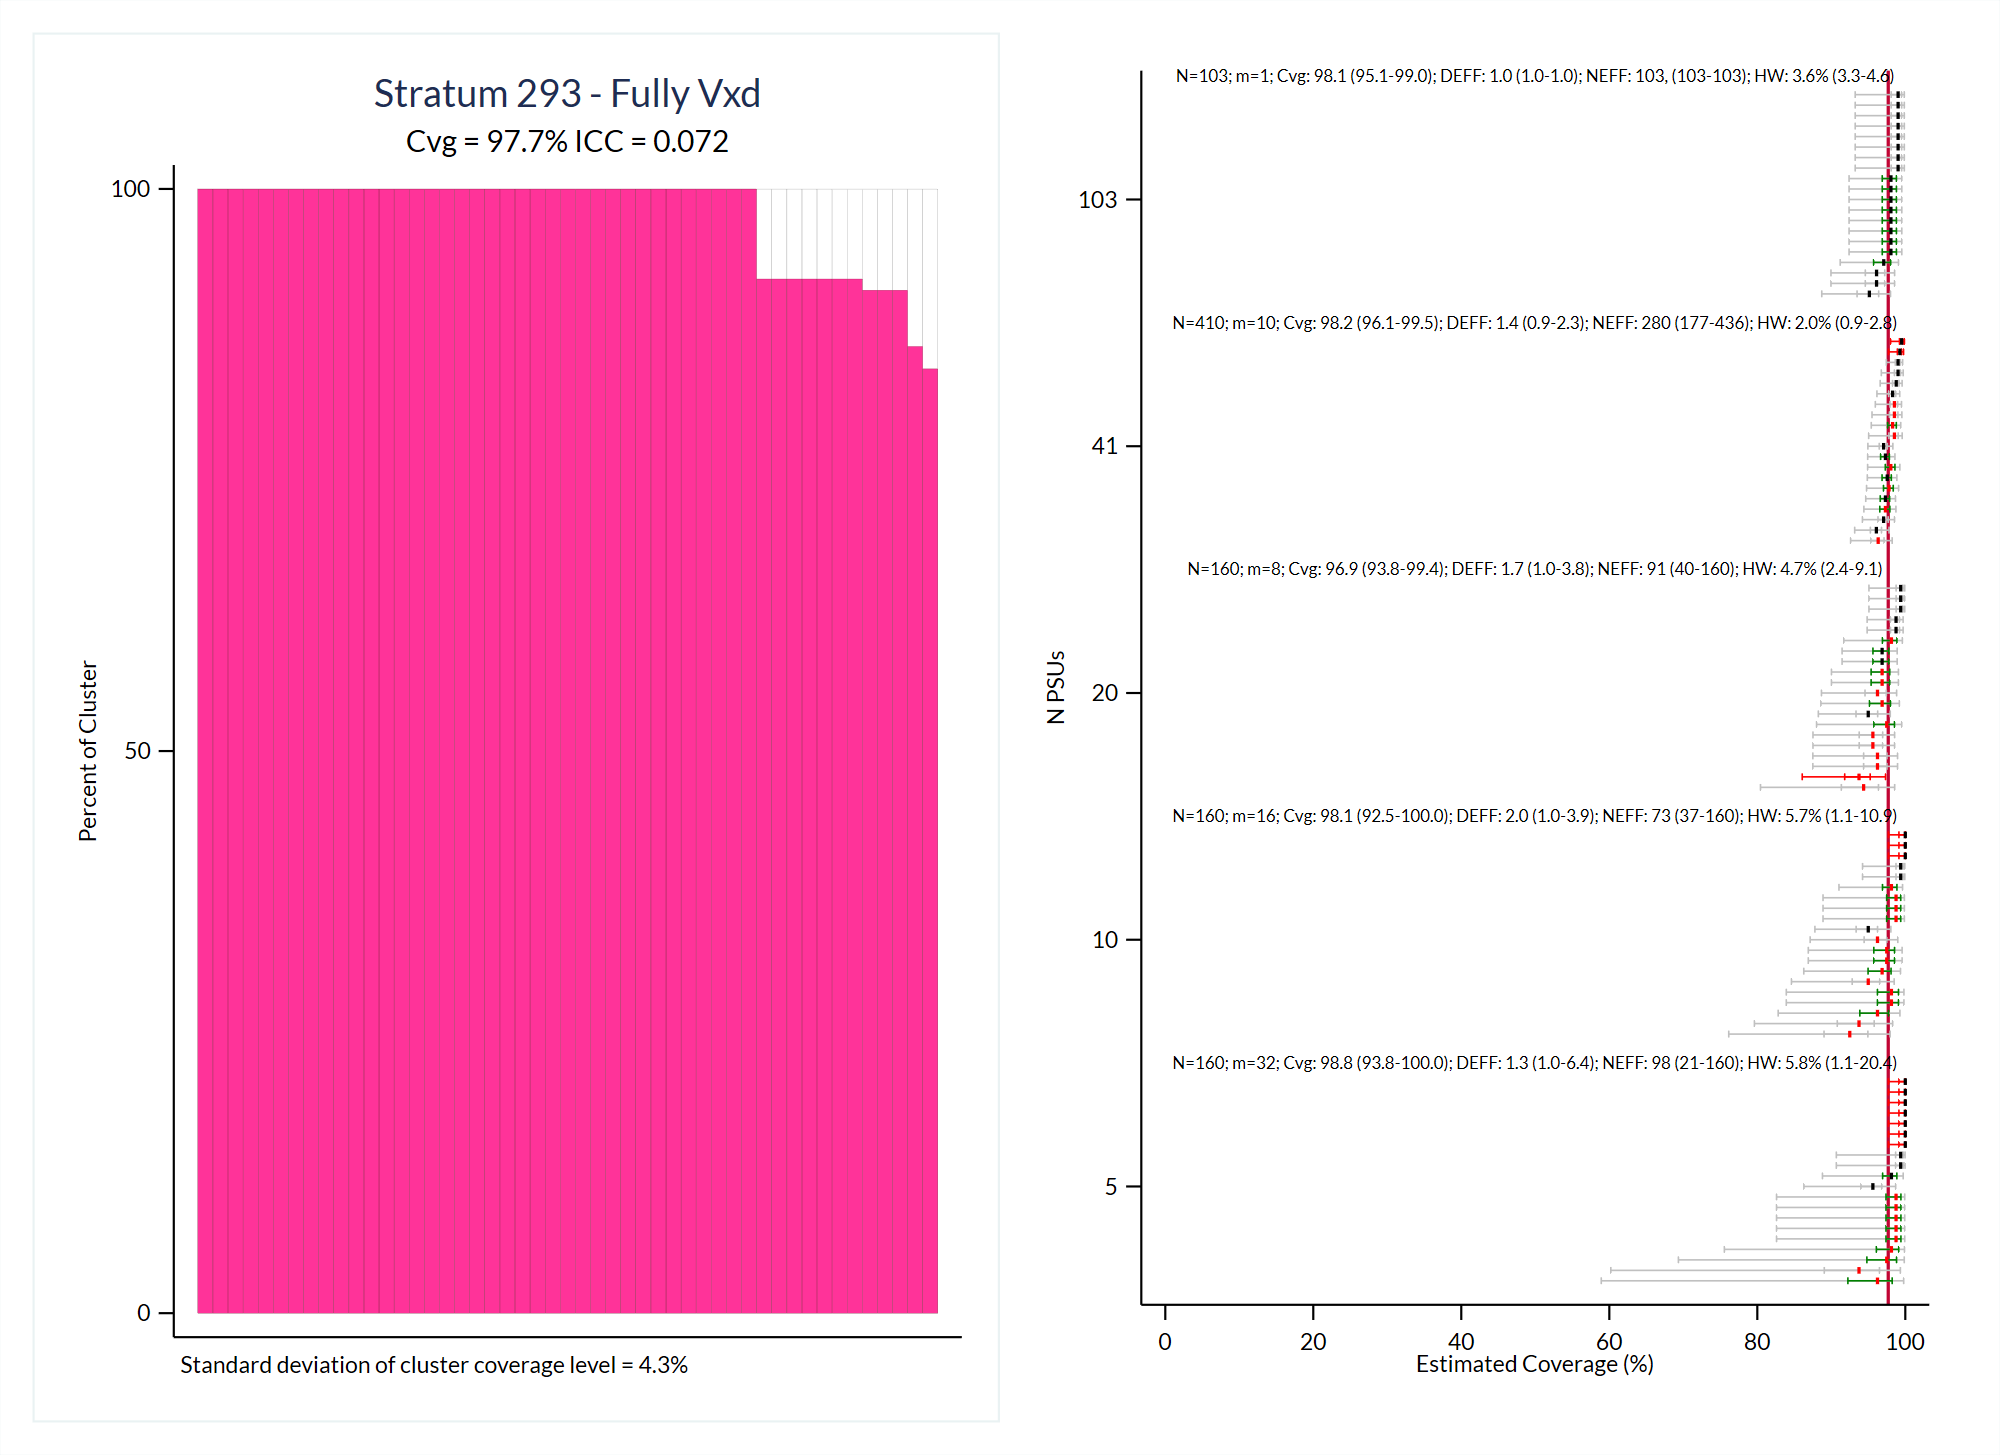 Stratum 293 - Fully Vxd
Cvg = 97.7% ICC = 0.072
100
50
0
Percent of Cluster
Standard deviation of cluster coverage level = 4.3%
N=103; m=1; Cvg: 98.1 (95.1-99.0); DEFF: 1.0 (1.0-1.0); NEFF: 103, (103-103); HW: 3.6% (3.3-4.6)
103
N=410; m=10; Cvg: 98.2 (96.1-99.5); DEFF: 1.4 (0.9-2.3); NEFF: 280 (177-436); HW: 2.0% (0.9-2.8)
41
N=160; m=8; Cvg: 96.9 (93.8-99.4); DEFF: 1.7 (1.0-3.8); NEFF: 91 (40-160); HW: 4.7% (2.4-9.1)
20
N PSUs
N=160; m=16; Cvg: 98.1 (92.5-100.0); DEFF: 2.0 (1.0-3.9); NEFF: 73 (37-160); HW: 5.7% (1.1-10.9)
10
N=160; m=32; Cvg: 98.8 (93.8-100.0); DEFF: 1.3 (1.0-6.4); NEFF: 98 (21-160); HW: 5.8% (1.1-20.4)
5
0 20 40 60 80 100
Estimated Coverage (%)